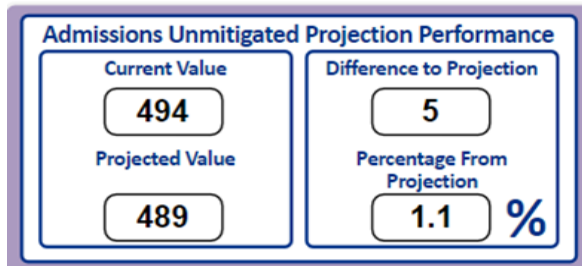 Admissions Unmitigated Projection Performance
Current Value
494
Projected Value
489
Difference to Projection
5
Percentage From
Projection
1.1 %